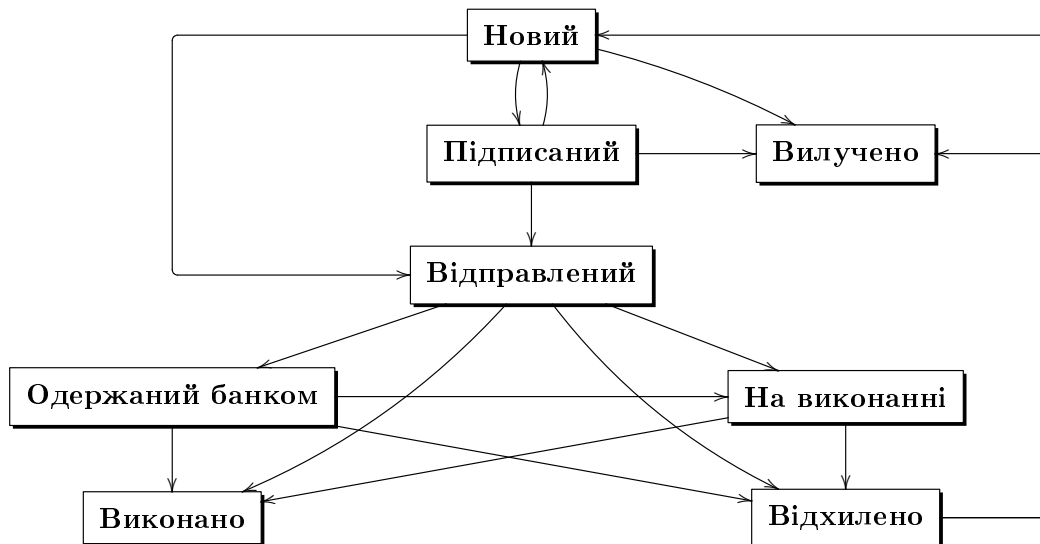 Новий
Підписаний
Вилучено
Відправлений
Одержаний банком
На виконанні
Виконано
Відхилено